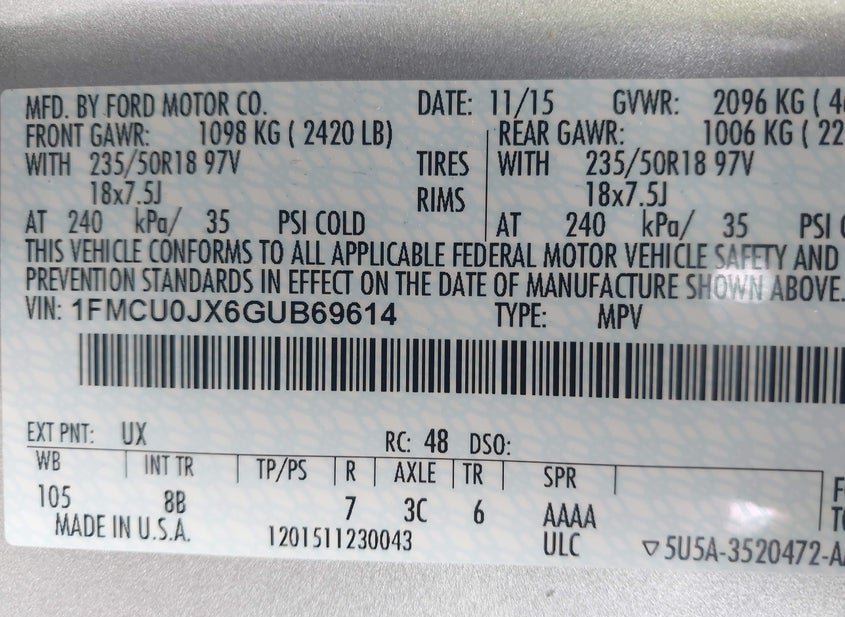 MFD. BY FORD MOTOR CO. DATE: 11/15 GVWR: 2096 KG ( 4
FRONT GAWR: 1098 KG ( 2420 LB) REAR GAWR: 1006 KG ( 22
WITH 235/50R18 97V TIRES WITH 235/50R18 97V
18x7.5J RIMS 18x7.5J
AT 240 kPa/ 35 PSI COLD AT 240 kPa/ 35 PSI
THIS VEHICLE CONFORMS TO ALL APPLICABLE FEDERAL MOTOR VEHICLE SAFETY AND
PREVENTION STANDARDS IN EFFECT ON THE DATE OF MANUFACTURE SHOWN ABOVE.
VIN: 1FMCU0JX6GUB69614 TYPE: MPV
EXT PNT: UX RC: 48 DSO:
WB INT TR TP/PS R AXLE TR SPR
105 8B 7 3C 6 AAAA
MADE IN U.S.A. 1201511230043 ULC ▽5U5A-3520472-A